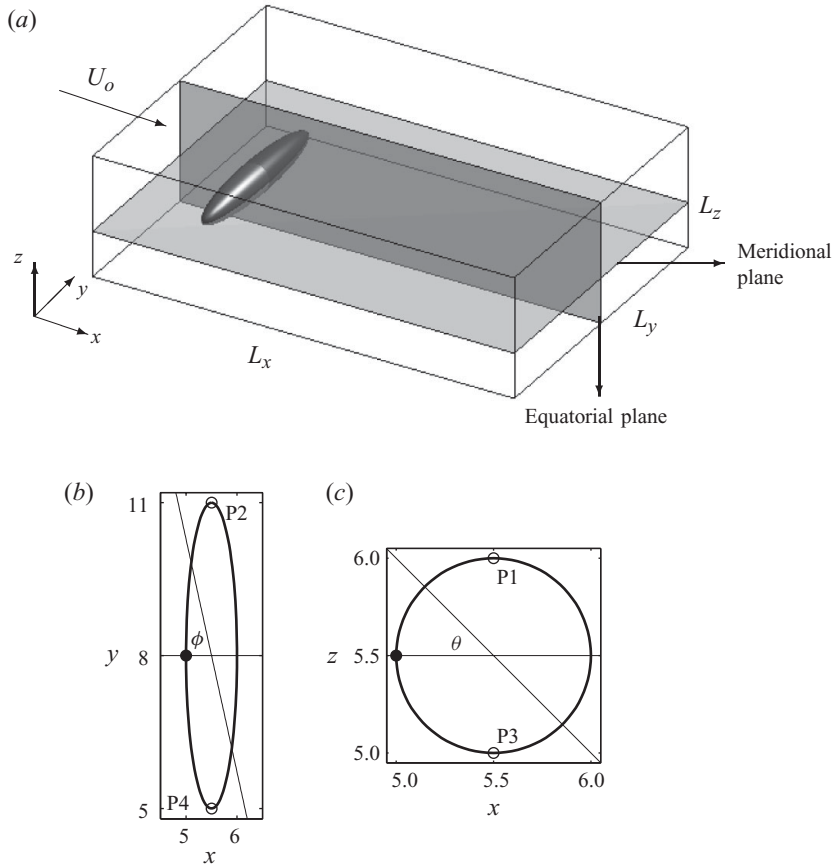 (a)
U_o
L_z
Meridional
plane
z
y
x
L_y
L_x
Equatorial plane
(b)
(c)
11
P2
6.0
P1
ϕ
θ
y
8
z
5.5
P3
5.0
P4
5
5.0
5.5
6.0
5
6
x
x